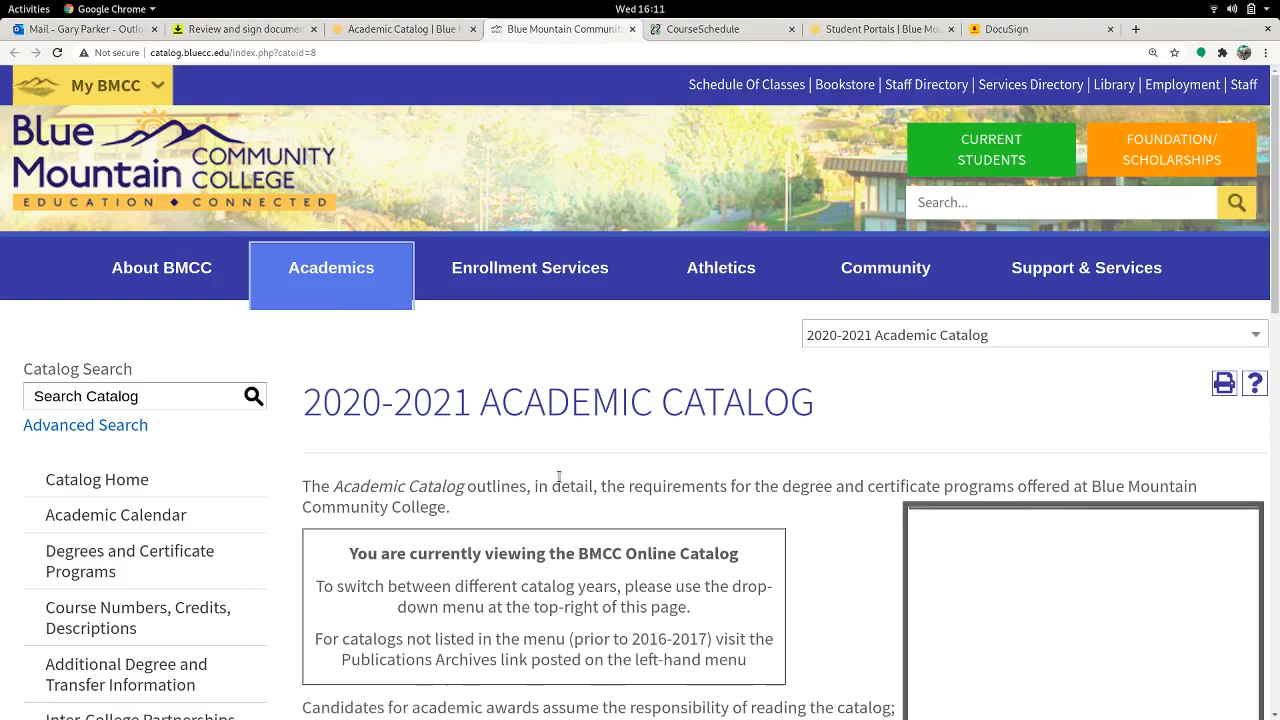 Activities Google Chrome Wed 16:11
Mail - Gary Parker - Outlo
Review and sign document
Academic Catalog | Blue b
Blue Mountain Community
CourseSchedule
Student Portals | Blue Mou
DocuSign
Not secure | catalog.bluecc.edu/index.php?catoid=8
My BMCC
Schedule Of Classes | Bookstore | Staff Directory | Services Directory | Library | Employment | Staff
Blue
Mountain COMMUNITY
COLLEGE
EDUCATION ◆ CONNECTED
CURRENT
STUDENTS
FOUNDATION/
SCHOLARSHIPS
Search...
About BMCC Academics Enrollment Services Athletics Community Support & Services
2020-2021 Academic Catalog
Catalog Search
Search Catalog
Advanced Search
Catalog Home
Academic Calendar
Degrees and Certificate
Programs
Course Numbers, Credits,
Descriptions
Additional Degree and
Transfer Information
Inter-College Partnerships
2020-2021 ACADEMIC CATALOG
?
The Academic Catalog outlines, in detail, the requirements for the degree and certificate programs offered at Blue Mountain
Community College.
You are currently viewing the BMCC Online Catalog
To switch between different catalog years, please use the drop-
down menu at the top-right of this page.
For catalogs not listed in the menu (prior to 2016-2017) visit the
Publications Archives link posted on the left-hand menu
Candidates for academic awards assume the responsibility of reading the catalog;